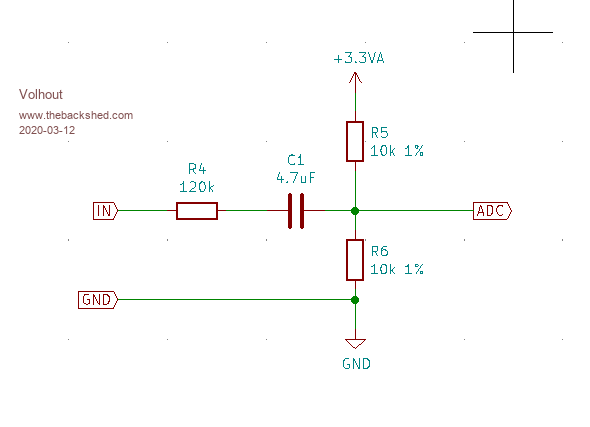 +3.3VA
Volhout
www.thebackshed.com
2020-03-12
R5
10k 1%
R4
120k
C1
4.7uF
IN
ADC
R6
10k 1%
GND
GND